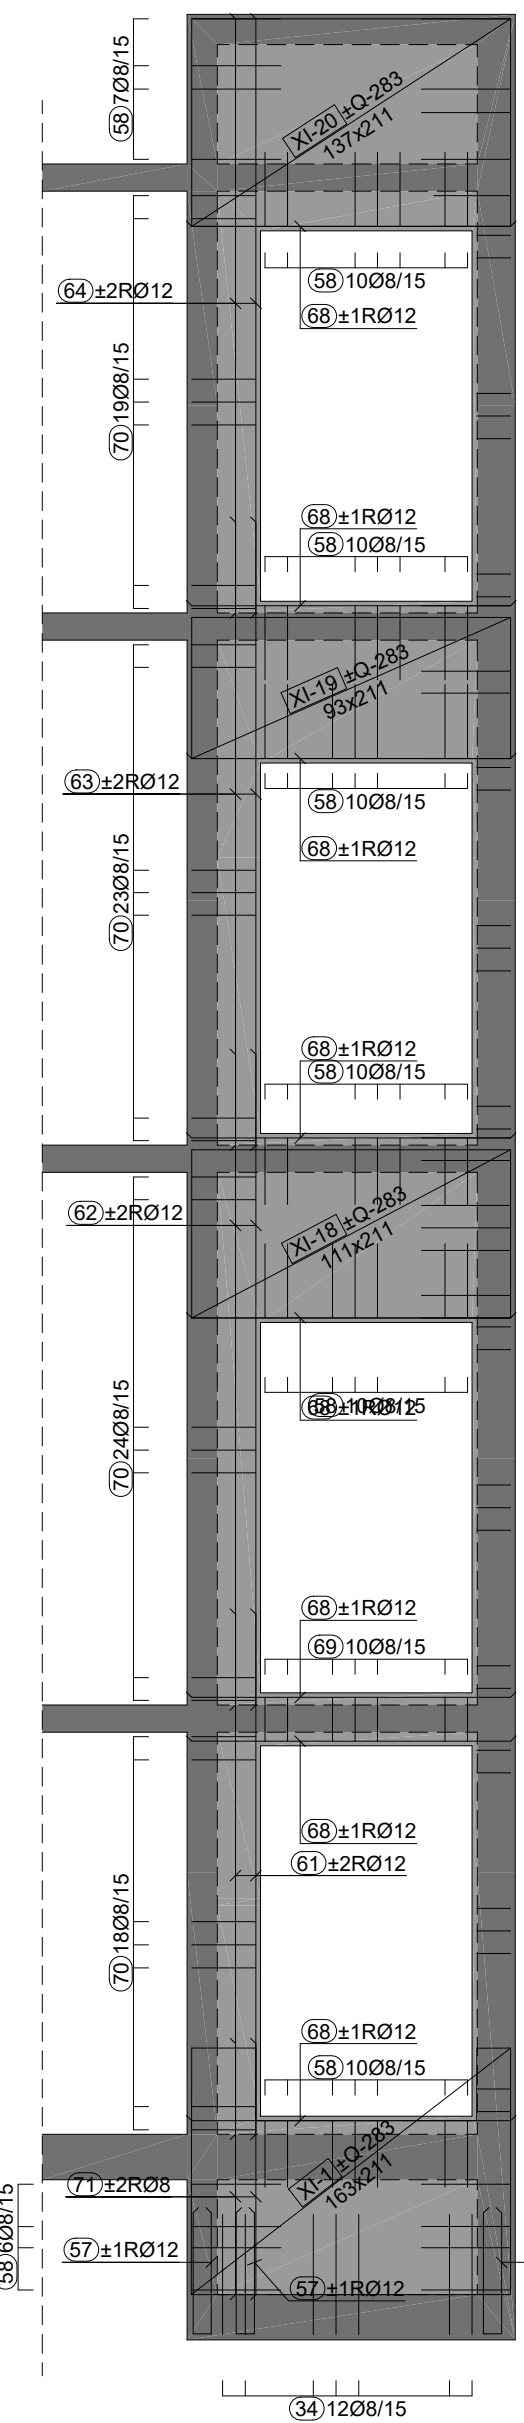 58 7Ø8/15
XI-20 ±Q-283
137x211
64 ±2RØ12
58 10Ø8/15
68 ±1RØ12
70 19Ø8/15
68 ±1RØ12
58 10Ø8/15
XI-19 ±Q-283
93x211
63 ±2RØ12
58 10Ø8/15
68 ±1RØ12
70 23Ø8/15
68 ±1RØ12
58 10Ø8/15
62 ±2RØ12
XI-18 ±Q-283
111x211
70 24Ø8/15
68 ±1RØ12
69 10Ø8/15
68 ±1RØ12
61 ±2RØ12
70 18Ø8/15
68 ±1RØ12
58 10Ø8/15
XI-1 ±Q-283
163x211
71 ±2RØ8
58 6Ø8/15
57 ±1RØ12
57 ±1RØ12
34 12Ø8/15